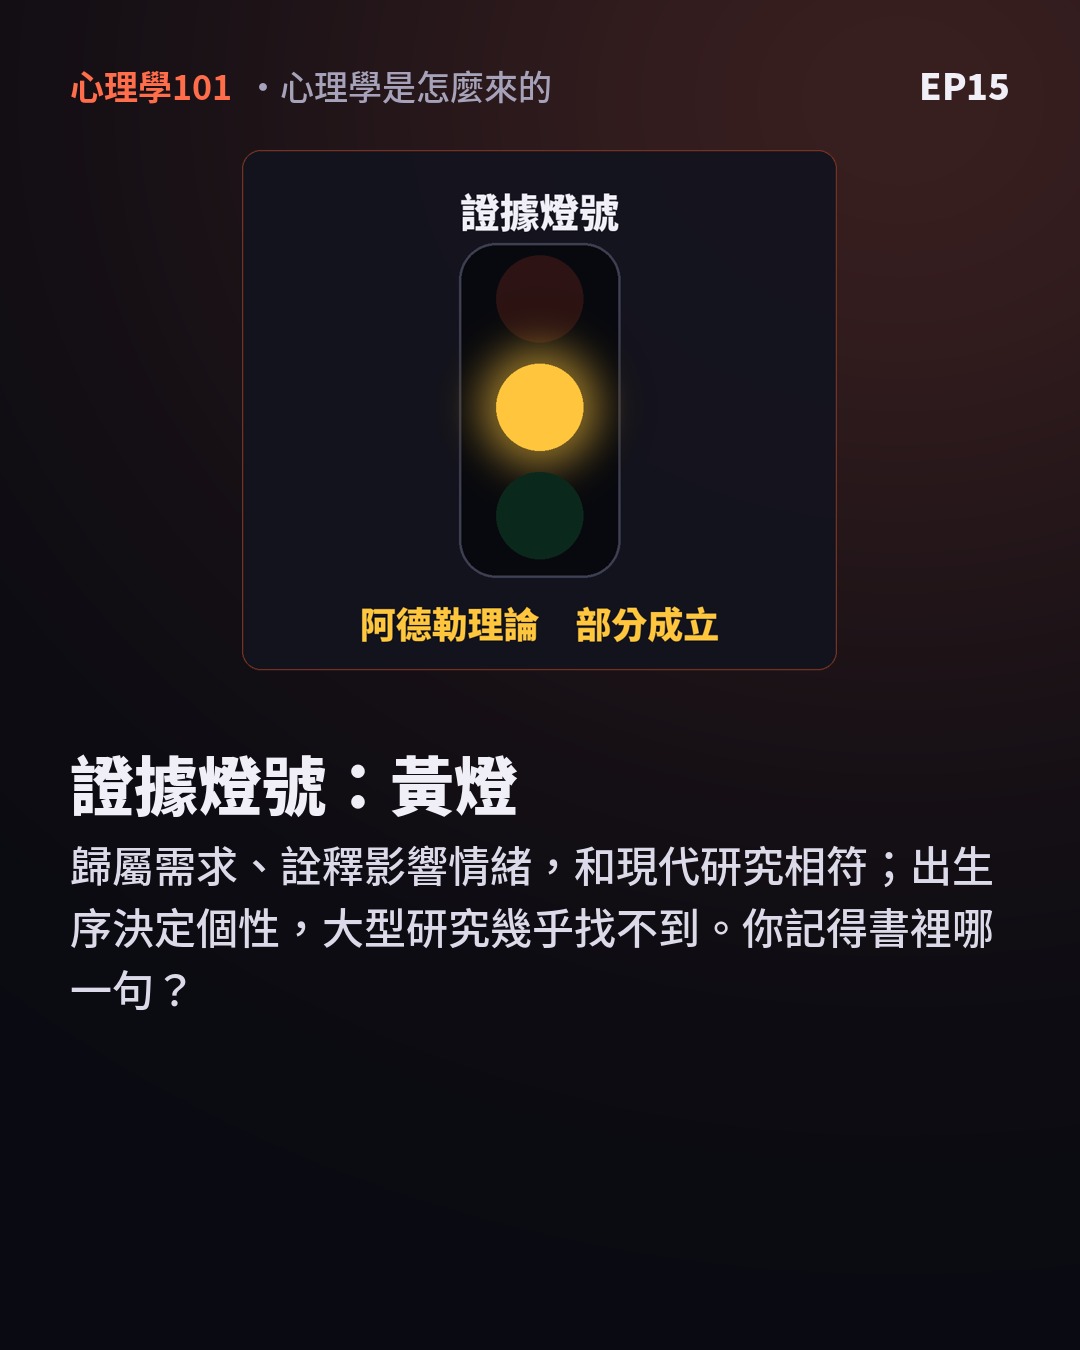 心理學101 ・心理學是怎麼來的
EP15
證據燈號
阿德勒理論　部分成立
證據燈號：黃燈
歸屬需求、詮釋影響情緒，和現代研究相符；出生
序決定個性，大型研究幾乎找不到。你記得書裡哪
一句？